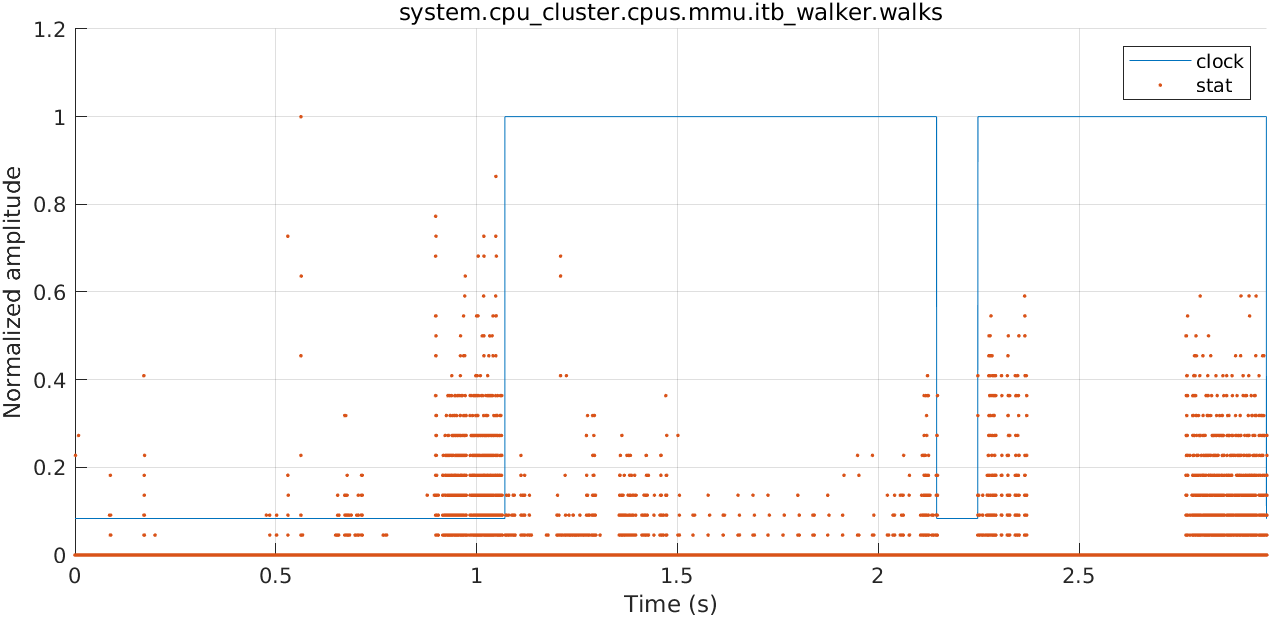 system.cpu_cluster.cpus.mmu.itb_walker.walks
Normalized amplitude
1.2
1
0.8
0.6
0.4
0.2
0
clock
stat
0 0.5 1 1.5 2 2.5
Time (s)